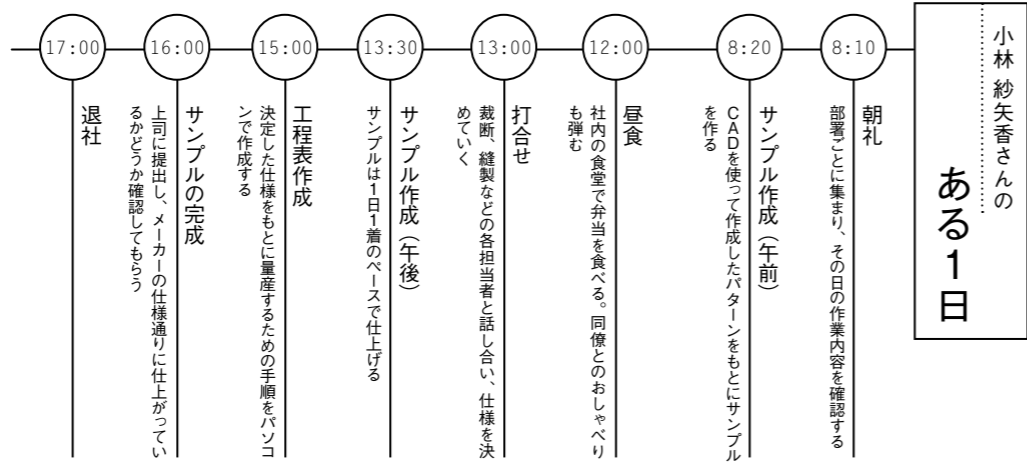 小林 紗矢香さんの
ある1日
8:10
朝礼
部署ごとに集まり、その日の作業内容を確認する
8:20
サンプル作成（午前）
CADを使って作成したパターンをもとにサンプル
を作る
12:00
昼食
社内の食堂で弁当を食べる。同僚とのおしゃべり
も弾む
13:00
打合せ
裁断、縫製などの各担当者と話し合い、仕様を決
めていく
13:30
サンプル作成（午後）
サンプルは1日1着のペースで仕上げる
15:00
工程表作成
決定した仕様をもとに量産するための手順をパソコ
ンで作成する
16:00
サンプルの完成
上司に提出し、メーカーの仕様通りに仕上がってい
るかどうか確認してもらう
17:00
退社